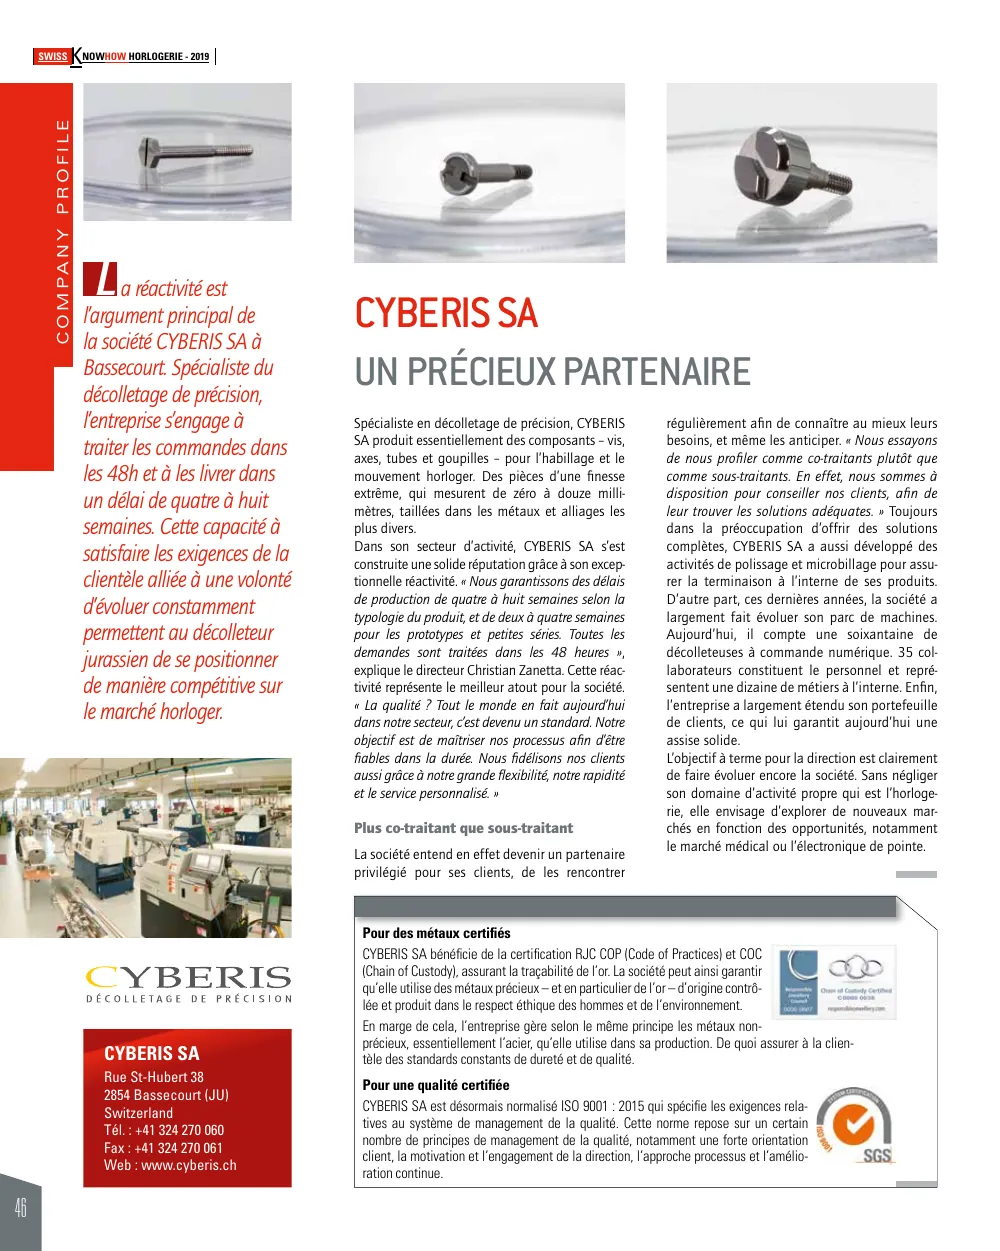 SWISS KNOWHOW HORLOGERIE - 2019
COMPANY PROFILE
La réactivité est
l'argument principal de
la société CYBERIS SA à
Bassecourt. Spécialiste du
décolletage de précision,
l'entreprise s'engage à
traiter les commandes dans
les 48h et à les livrer dans
un délai de quatre à huit
semaines. Cette capacité à
satisfaire les exigences de la
clientèle alliée à une volonté
d'évoluer constamment
permettent au décolleteur
jurassien de se positionner
de manière compétitive sur
le marché horloger.
CYBERIS
DÉCOLLETAGE DE PRÉCISION
CYBERIS SA
Rue St-Hubert 38
2854 Bassecourt (JU)
Switzerland
Tél. : +41 324 270 060
Fax : +41 324 270 061
Web : www.cyberis.ch
46
CYBERIS SA
UN PRÉCIEUX PARTENAIRE
Spécialiste en décolletage de précision, CYBERIS
SA produit essentiellement des composants – vis,
axes, tubes et goupilles – pour l'habillage et le
mouvement horloger. Des pièces d'une finesse
extrême, qui mesurent de zéro à douze milli-
mètres, taillées dans les métaux et alliages les
plus divers.
Dans son secteur d'activité, CYBERIS SA s'est
construite une solide réputation grâce à son excep-
tionnelle réactivité. « Nous garantissons des délais
de production de quatre à huit semaines selon la
typologie du produit, et de deux à quatre semaines
pour les prototypes et petites séries. Toutes les
demandes sont traitées dans les 48 heures »,
explique le directeur Christian Zanetta. Cette réac-
tivité représente le meilleur atout pour la société.
« La qualité ? Tout le monde en fait aujourd'hui
dans notre secteur, c'est devenu un standard. Notre
objectif est de maîtriser nos processus afin d'être
fiables dans la durée. Nous fidélisons nos clients
aussi grâce à notre grande flexibilité, notre rapidité
et le service personnalisé. »
Plus co-traitant que sous-traitant
La société entend en effet devenir un partenaire
privilégié pour ses clients, de les rencontrer
régulièrement afin de connaître au mieux leurs
besoins, et même les anticiper. « Nous essayons
de nous profiler comme co-traitants plutôt que
comme sous-traitants. En effet, nous sommes à
disposition pour conseiller nos clients, afin de
leur trouver les solutions adéquates. » Toujours
dans la préoccupation d'offrir des solutions
complètes, CYBERIS SA a aussi développé des
activités de polissage et microbillage pour assu-
rer la terminaison à l'interne de ses produits.
D'autre part, ces dernières années, la société a
largement fait évoluer son parc de machines.
Aujourd'hui, il compte une soixantaine de
décolleteuses à commande numérique. 35 col-
laborateurs constituent le personnel et repré-
sentent une dizaine de métiers à l'interne. Enfin,
l'entreprise a largement étendu son portefeuille
de clients, ce qui lui garantit aujourd'hui une
assise solide.
L'objectif à terme pour la direction est clairement
de faire évoluer encore la société. Sans négliger
son domaine d'activité propre qui est l'horloge-
rie, elle envisage d'explorer de nouveaux mar-
chés en fonction des opportunités, notamment
le marché médical ou l'électronique de pointe.
Pour des métaux certifiés
CYBERIS SA bénéficie de la certification RJC COP (Code of Practices) et COC
(Chain of Custody), assurant la traçabilité de l'or. La société peut ainsi garantir
qu'elle utilise des métaux précieux – et en particulier de l'or – d'origine contrô-
lée et produit dans le respect éthique des hommes et de l'environnement.
En marge de cela, l'entreprise gère selon le même principe les métaux non-
précieux, essentiellement l'acier, qu'elle utilise dans sa production. De quoi assurer à la clien-
tèle des standards constants de dureté et de qualité.
Responsible
Jewellery
Council
Chain of Custody Certified
C0000 0038
responsiblejewellery.com
Pour une qualité certifiée
CYBERIS SA est désormais normalisé ISO 9001 : 2015 qui spécifie les exigences rela-
tives au système de management de la qualité. Cette norme repose sur un certain
nombre de principes de management de la qualité, notamment une forte orientation
client, la motivation et l'engagement de la direction, l'approche processus et l'amélio-
ration continue.
SYSTEM CERTIFICATION
ISO 9001
SGS